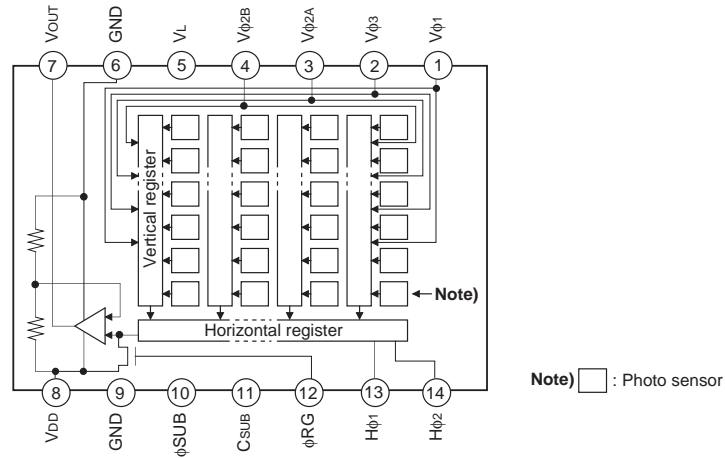 VOUT
GND
VL
Vϕ2B
Vϕ2A
Vϕ3
Vϕ1
7
6
5
4
3
2
1
Vertical register
Note)
Horizontal register
Note) : Photo sensor
8
9
10
11
12
13
14
VDD
GND
ϕSUB
CSUB
ϕRG
Hϕ1
Hϕ2